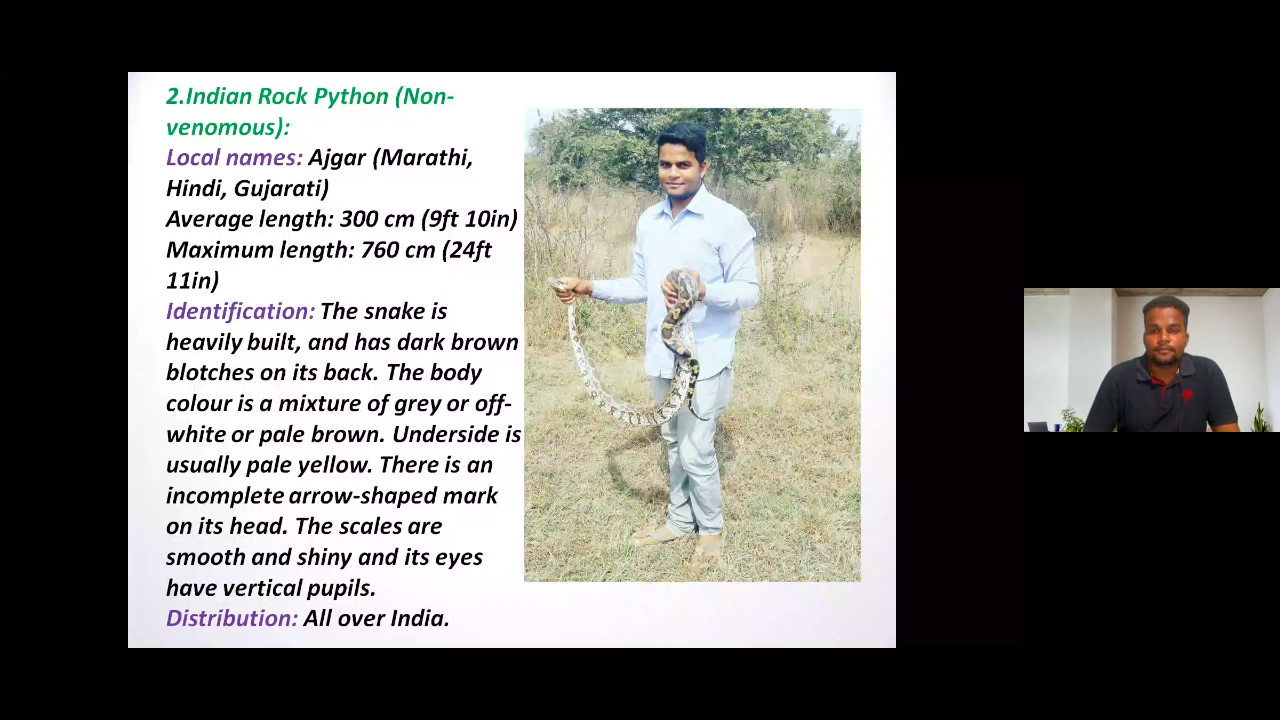 2.Indian Rock Python (Non-
venomous):
Local names: Ajgar (Marathi,
Hindi, Gujarati)
Average length: 300 cm (9ft 10in)
Maximum length: 760 cm (24ft
11in)
Identification: The snake is
heavily built, and has dark brown
blotches on its back. The body
colour is a mixture of grey or off-
white or pale brown. Underside is
usually pale yellow. There is an
incomplete arrow-shaped mark
on its head. The scales are
smooth and shiny and its eyes
have vertical pupils.
Distribution: All over India.